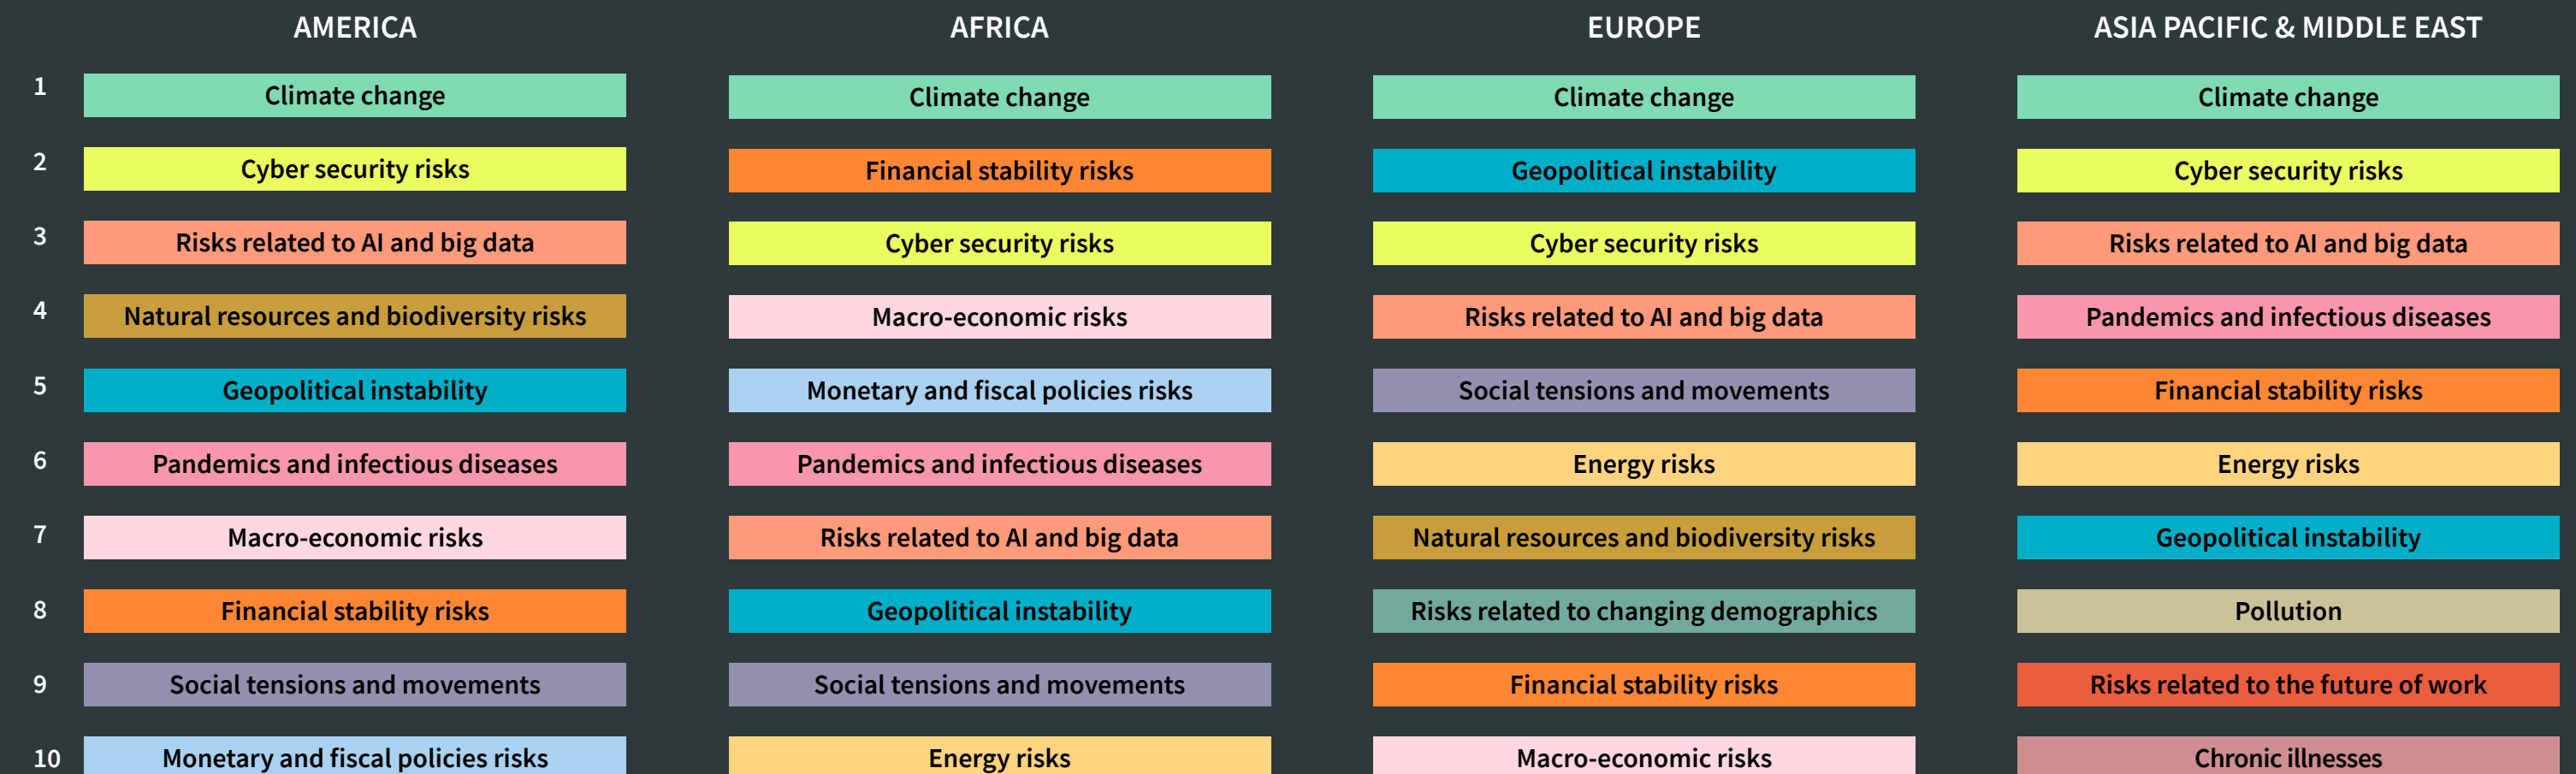 AMERICA AFRICA EUROPE ASIA PACIFIC & MIDDLE EAST
1 Climate change Climate change Climate change Climate change
2 Cyber security risks Financial stability risks Geopolitical instability Cyber security risks
3 Risks related to AI and big data Cyber security risks Cyber security risks Risks related to AI and big data
4 Natural resources and biodiversity risks Macro-economic risks Risks related to AI and big data Pandemics and infectious diseases
5 Geopolitical instability Monetary and fiscal policies risks Social tensions and movements Financial stability risks
6 Pandemics and infectious diseases Pandemics and infectious diseases Energy risks Energy risks
7 Macro-economic risks Risks related to AI and big data Natural resources and biodiversity risks Geopolitical instability
8 Financial stability risks Geopolitical instability Risks related to changing demographics Pollution
9 Social tensions and movements Social tensions and movements Financial stability risks Risks related to the future of work
10 Monetary and fiscal policies risks Energy risks Macro-economic risks Chronic illnesses